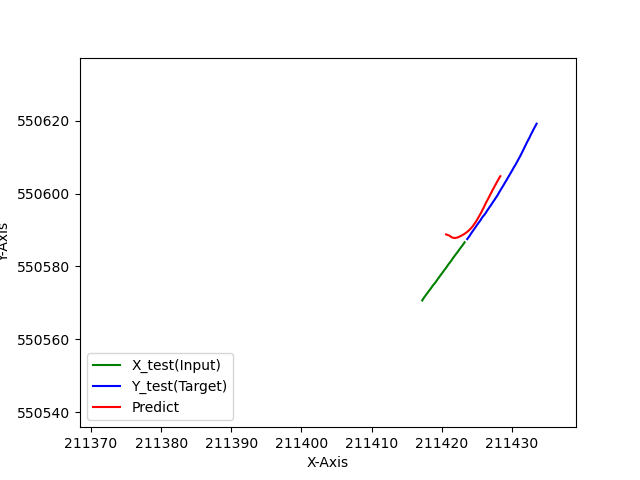 550620
550600
550580
550560
550540
Y-Axis
X_test(Input)
Y_test(Target)
Predict
211370 211380 211390 211400 211410 211420 211430
X-Axis